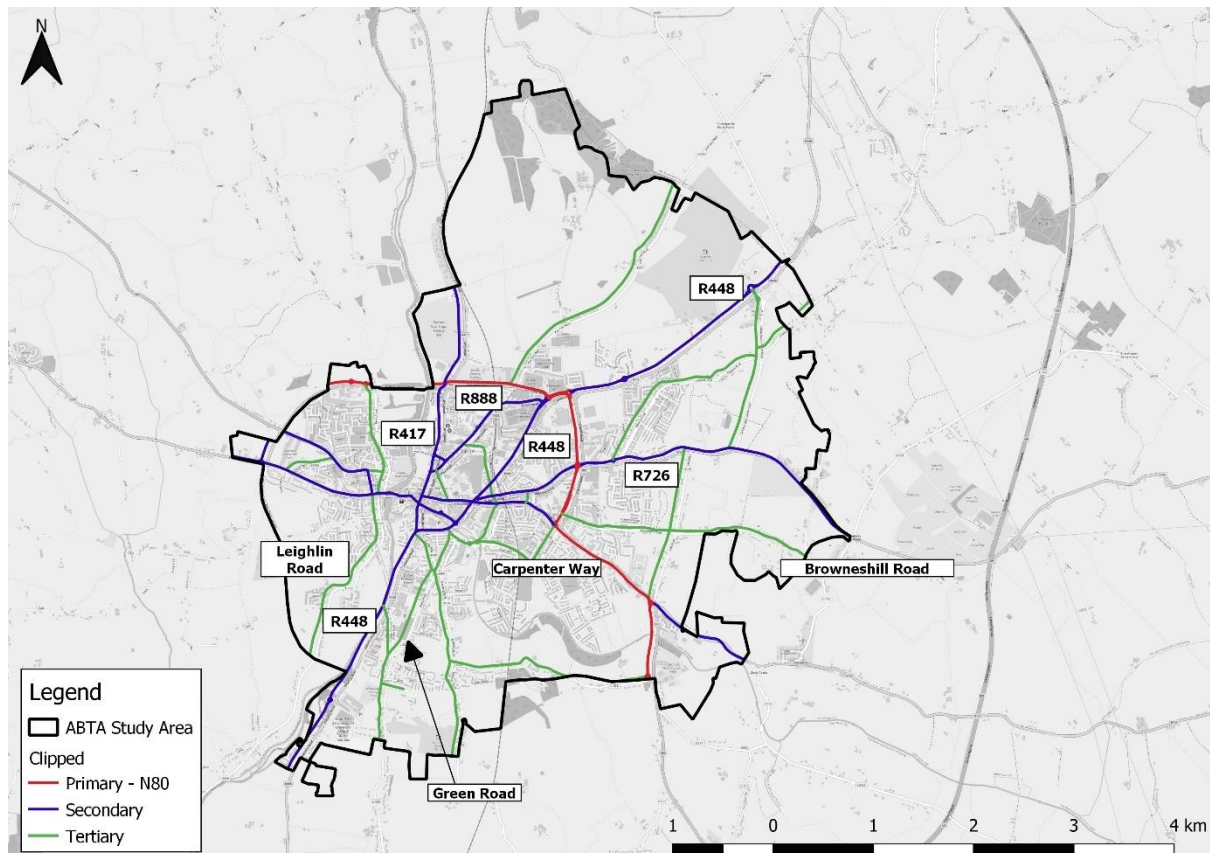 N
R448
R888
R417
R448
R726
Leighlin
Road
Carpenter Way
Browneshill Road
R448
Green Road
Legend
ABTA Study Area
Clipped
Primary - N80
Secondary
Tertiary
1 0 1 2 3 4 km